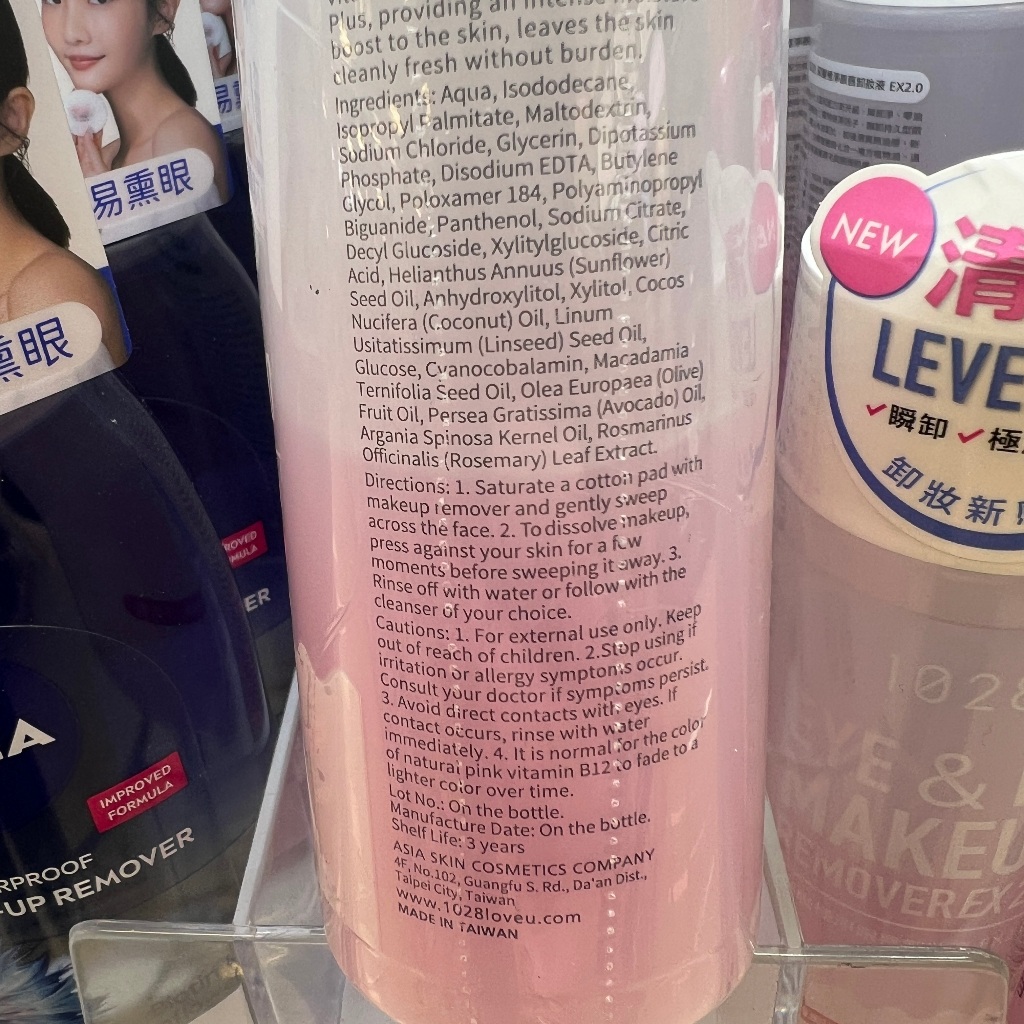 Plus, providing an intense
boost to the skin, leaves the skin
cleanly fresh without burden.
Ingredients: Aqua, Isododecane,
Isopropyl Palmitate, Maltodextrin,
Sodium Chloride, Glycerin, Dipotassium
Phosphate, Disodium EDTA, Butylene
Glycol, Poloxamer 184, Polyaminopropyl
Biguanide, Panthenol, Sodium Citrate,
Decyl Glucoside, Xylitylglucoside, Citric
Acid, Helianthus Annuus (Sunflower)
Seed Oil, Anhydroxylitol, Xylitol, Cocos
Nucifera (Coconut) Oil, Linum
Usitatissimum (Linseed) Seed Oil,
Glucose, Cyanocobalamin, Macadamia
Ternifolia Seed Oil, Olea Europaea (Olive)
Fruit Oil, Persea Gratissima (Avocado) Oil,
Argania Spinosa Kernel Oil, Rosmarinus
Officinalis (Rosemary) Leaf Extract.
Directions: 1. Saturate a cotton pad with
makeup remover and gently sweep
across the face. 2. To dissolve makeup,
press against your skin for a few
moments before sweeping it away. 3.
Rinse off with water or follow with the
cleanser of your choice.
Cautions: 1. For external use only. Keep
out of reach of children. 2.Stop using if
irritation or allergy symptoms occur.
Consult your doctor if symptoms persist.
3. Avoid direct contacts with eyes. If
contact occurs, rinse with water
immediately. 4. It is normal for the color
of natural pink vitamin B12 to fade to a
lighter color over time.
Lot No.: On the bottle.
Manufacture Date: On the bottle.
Shelf Life: 3 years
ASIA SKIN COSMETICS COMPANY
4F, No.102, Guangfu S. Rd., Da'an Dist.,
Taipei City, Taiwan
www.1028loveu.com
MADE IN TAIWAN
易熏眼
熏眼
IMPROVED
FORMULA
RPROOF
-UP REMOVER
ROVED
MULA
ER
EX2.0
NEW
清
LEVE
✓瞬卸 ✓極
卸妝新
1028
EYE &
MAKEU
REMOVER EX 2